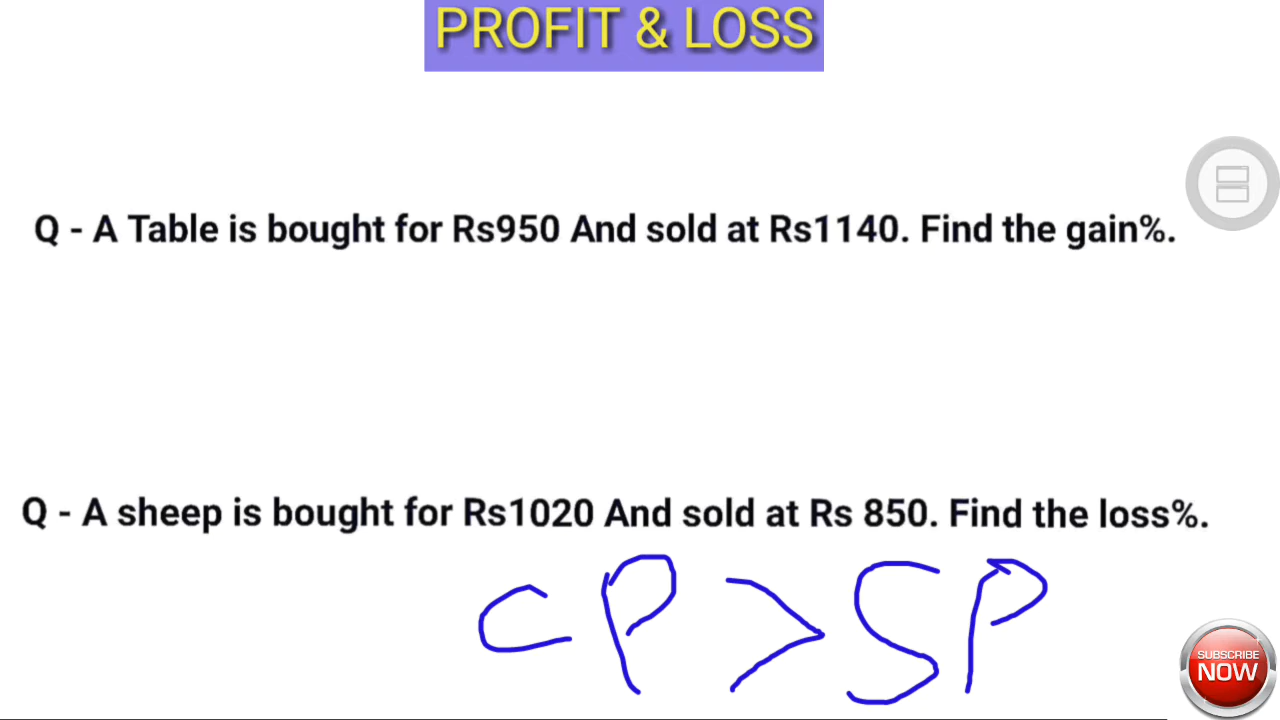 PROFIT & LOSS
Q - A Table is bought for Rs950 And sold at Rs1140. Find the gain%.
Q - A sheep is bought for Rs1020 And sold at Rs 850. Find the loss%.
CP > SP
SUBSCRIBE
NOW